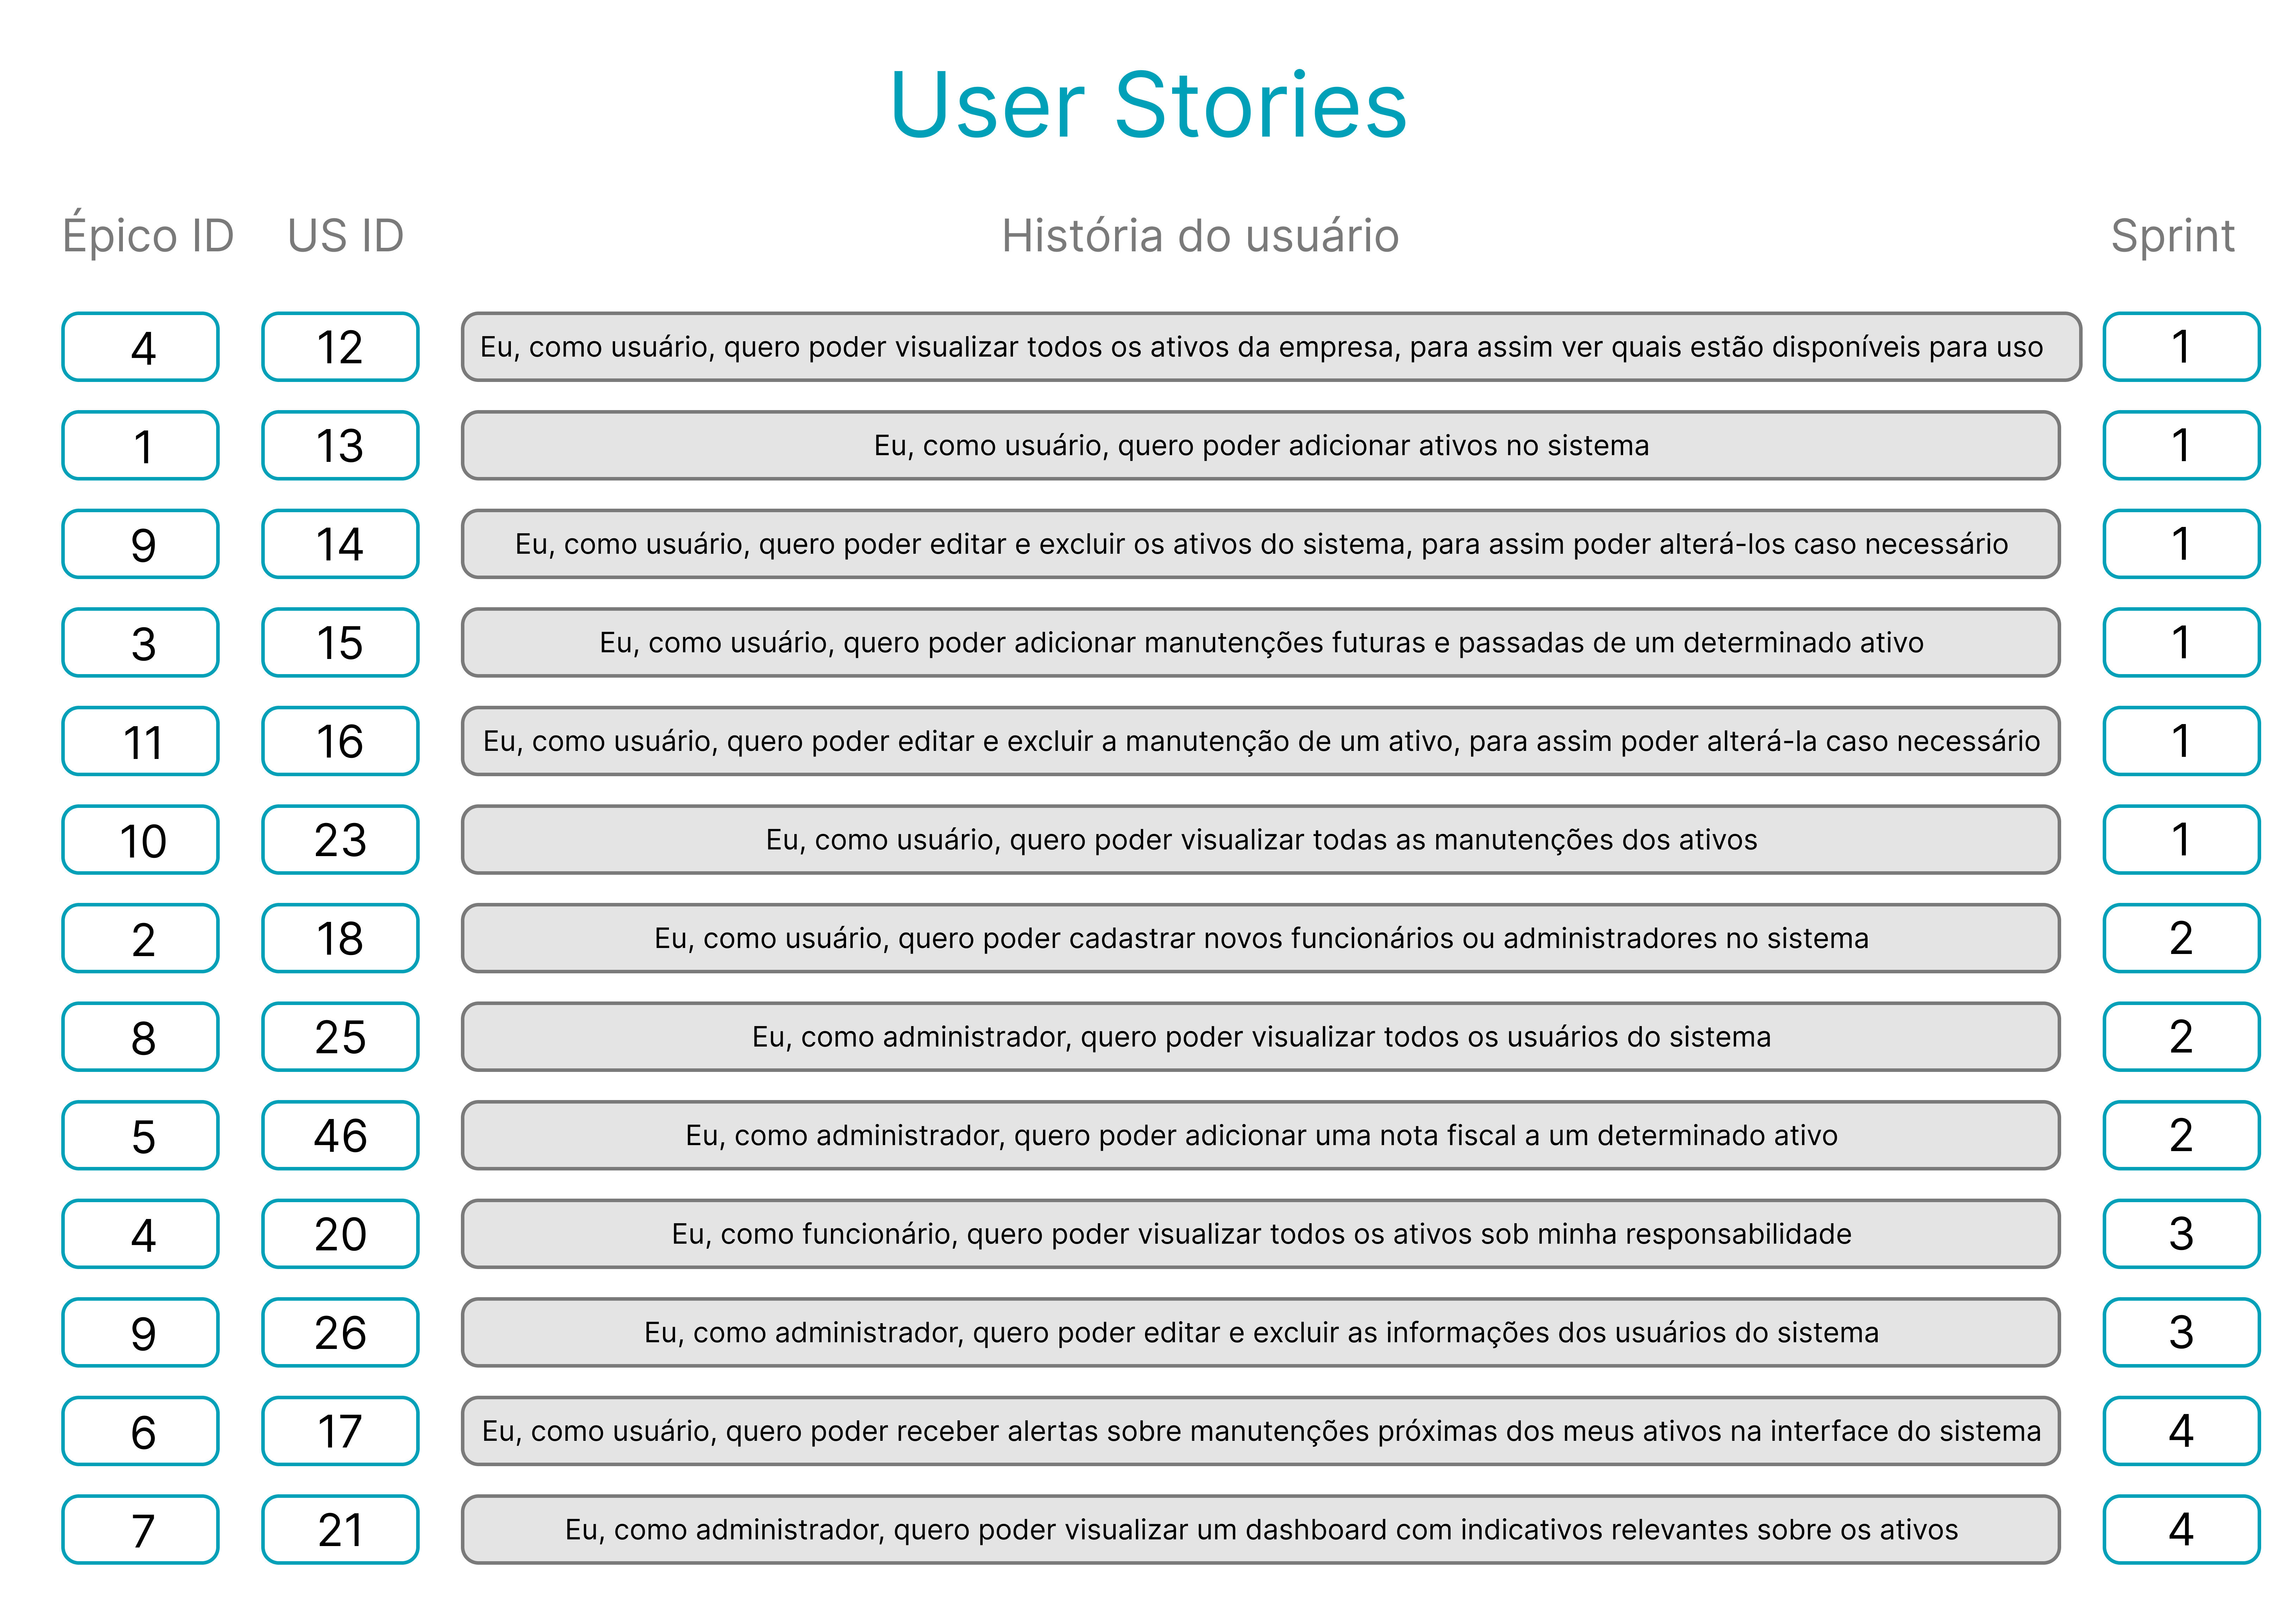 User Stories
Épico ID US ID História do usuário Sprint
4 12 Eu, como usuário, quero poder visualizar todos os ativos da empresa, para assim ver quais estão disponíveis para uso 1
1 13 Eu, como usuário, quero poder adicionar ativos no sistema 1
9 14 Eu, como usuário, quero poder editar e excluir os ativos do sistema, para assim poder alterá-los caso necessário 1
3 15 Eu, como usuário, quero poder adicionar manutenções futuras e passadas de um determinado ativo 1
11 16 Eu, como usuário, quero poder editar e excluir a manutenção de um ativo, para assim poder alterá-la caso necessário 1
10 23 Eu, como usuário, quero poder visualizar todas as manutenções dos ativos 1
2 18 Eu, como usuário, quero poder cadastrar novos funcionários ou administradores no sistema 2
8 25 Eu, como administrador, quero poder visualizar todos os usuários do sistema 2
5 46 Eu, como administrador, quero poder adicionar uma nota fiscal a um determinado ativo 2
4 20 Eu, como funcionário, quero poder visualizar todos os ativos sob minha responsabilidade 3
9 26 Eu, como administrador, quero poder editar e excluir as informações dos usuários do sistema 3
6 17 Eu, como usuário, quero poder receber alertas sobre manutenções próximas dos meus ativos na interface do sistema 4
7 21 Eu, como administrador, quero poder visualizar um dashboard com indicativos relevantes sobre os ativos 4